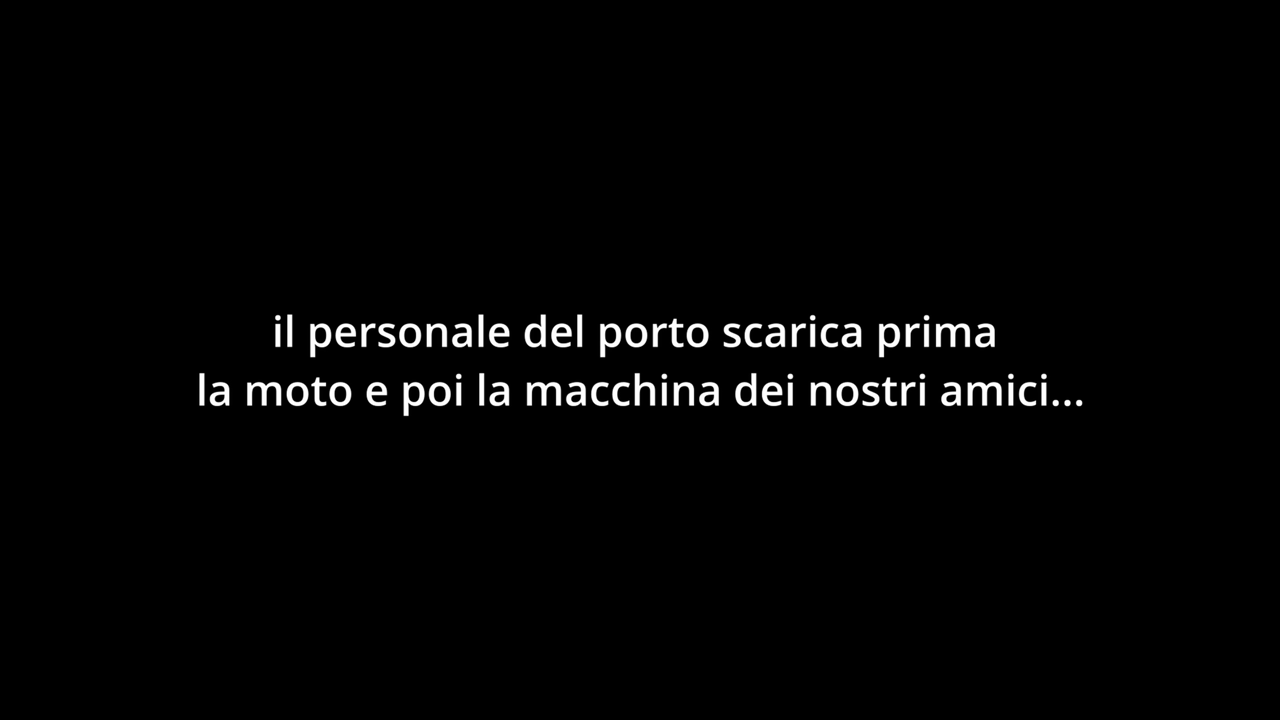 il personale del porto scarica prima
la moto e poi la macchina dei nostri amici...